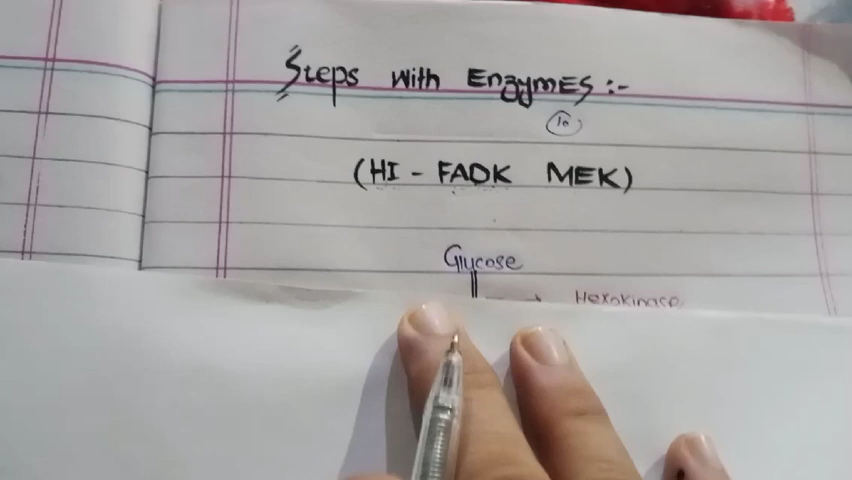 Steps With Enzymes :-
10
(HI - FADK MEK)
Glucose
Hexokinase